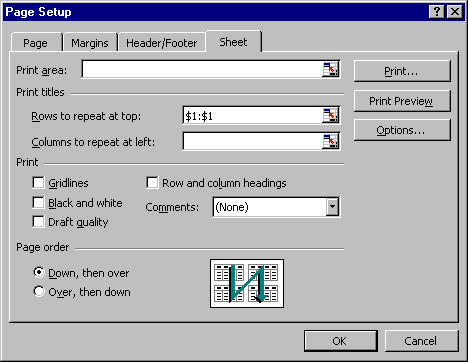 Page Setup
Page Margins Header/Footer Sheet
Print area: Print...
Print titles
Print Preview
Rows to repeat at top: $1:$1
Columns to repeat at left: Options...
Print
Gridlines Row and column headings
Black and white Comments: (None)
Draft quality
Page order
Down, then over
Over, then down
OK Cancel